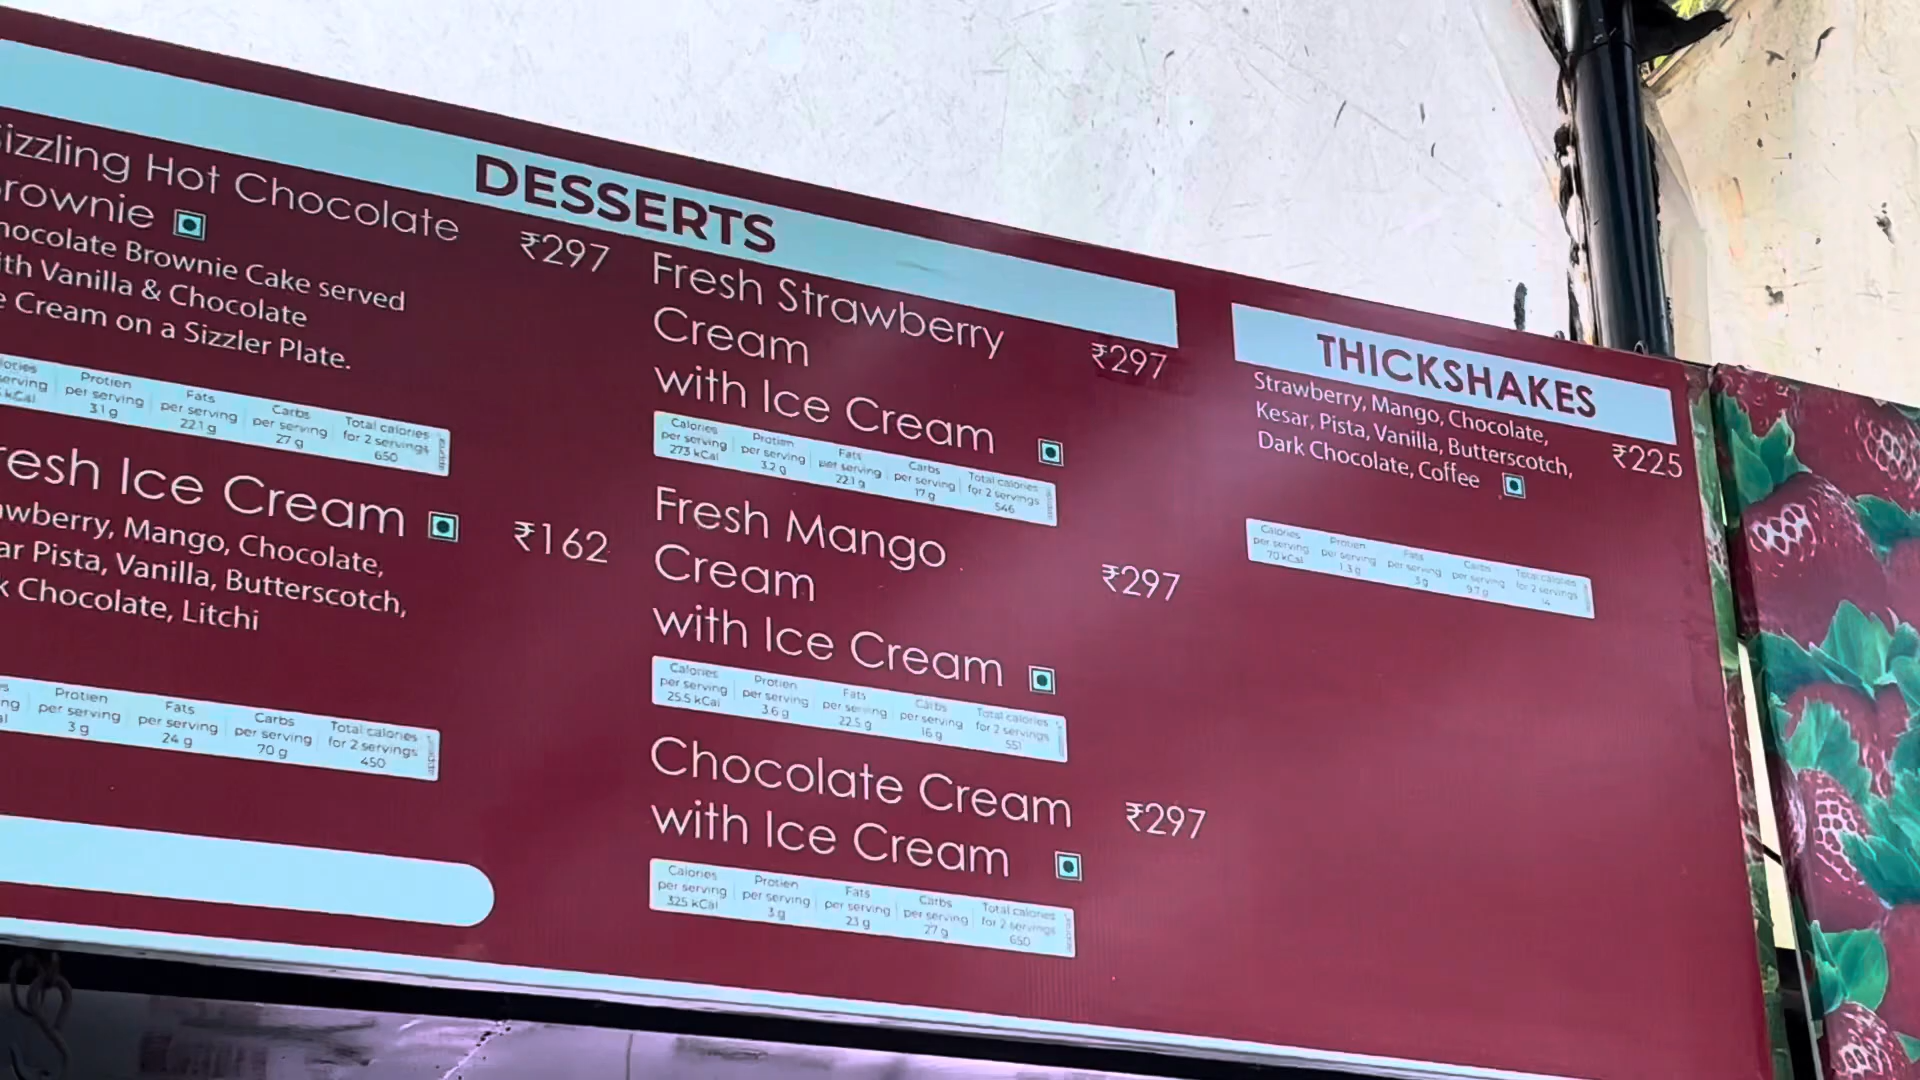 DESSERTS
izzling Hot Chocolate
rownie
₹297
hocolate Brownie Cake served
ith Vanilla & Chocolate
e Cream on a Sizzler Plate.
Protien Fats Carbs Total calories
erving per serving per serving per serving for 2 servings
31 g 22.1 g 27 g 650
resh Ice Cream
₹162
awberry, Mango, Chocolate,
ar Pista, Vanilla, Butterscotch,
k Chocolate, Litchi
Protien Fats Carbs Total calories
ng per serving per serving per serving for 2 servings
3 g 24 g 70 g 450
Fresh Strawberry
Cream
with Ice Cream
₹297
Calories Protien Fats Carbs Total calories
per serving per serving per serving per serving for 2 servings
273 kCal 3.2 g 22.1 g 17 g 546
Fresh Mango
Cream
with Ice Cream
₹297
Calories Protien Fats Carbs Total calories
per serving per serving per serving per serving for 2 servings
25.5 kCal 3.6 g 22.5 g 16 g 551
Chocolate Cream
with Ice Cream
₹297
Calories Protien Fats Carbs Total calories
per serving per serving per serving per serving for 2 servings
325 kCal 3 g 23 g 27 g 650
THICKSHAKES
Strawberry, Mango, Chocolate,
Kesar, Pista, Vanilla, Butterscotch,
Dark Chocolate, Coffee
₹225
Calories Protien Fats Carbs Total calories
per serving per serving per serving per serving for 2 servings
70 kCal 1.3 g 3 g 9.7 g